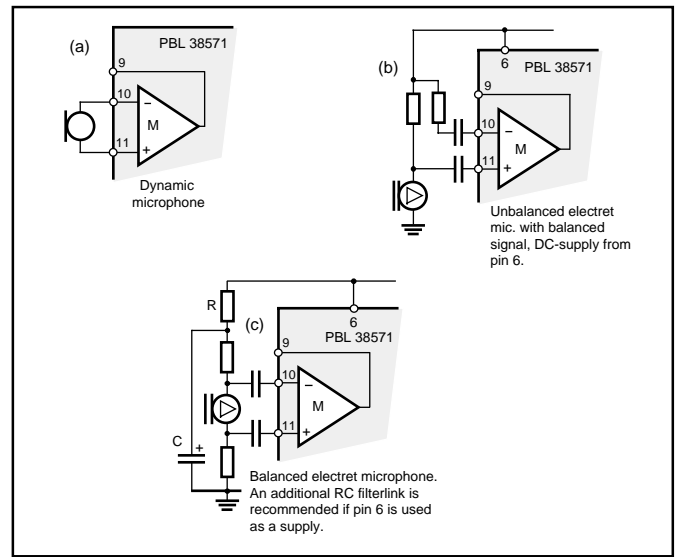 (a)
PBL 38571
9
10
−
M
11
+
Dynamic
microphone
(b)
6
PBL 38571
9
10
−
M
11
+
Unbalanced electret
mic. with balanced
signal, DC-supply from
pin 6.
R
(c)
6
PBL 38571
9
10
−
M
11
+
C
+
Balanced electret microphone.
An additional RC filterlink is
recommended if pin 6 is used
as a supply.